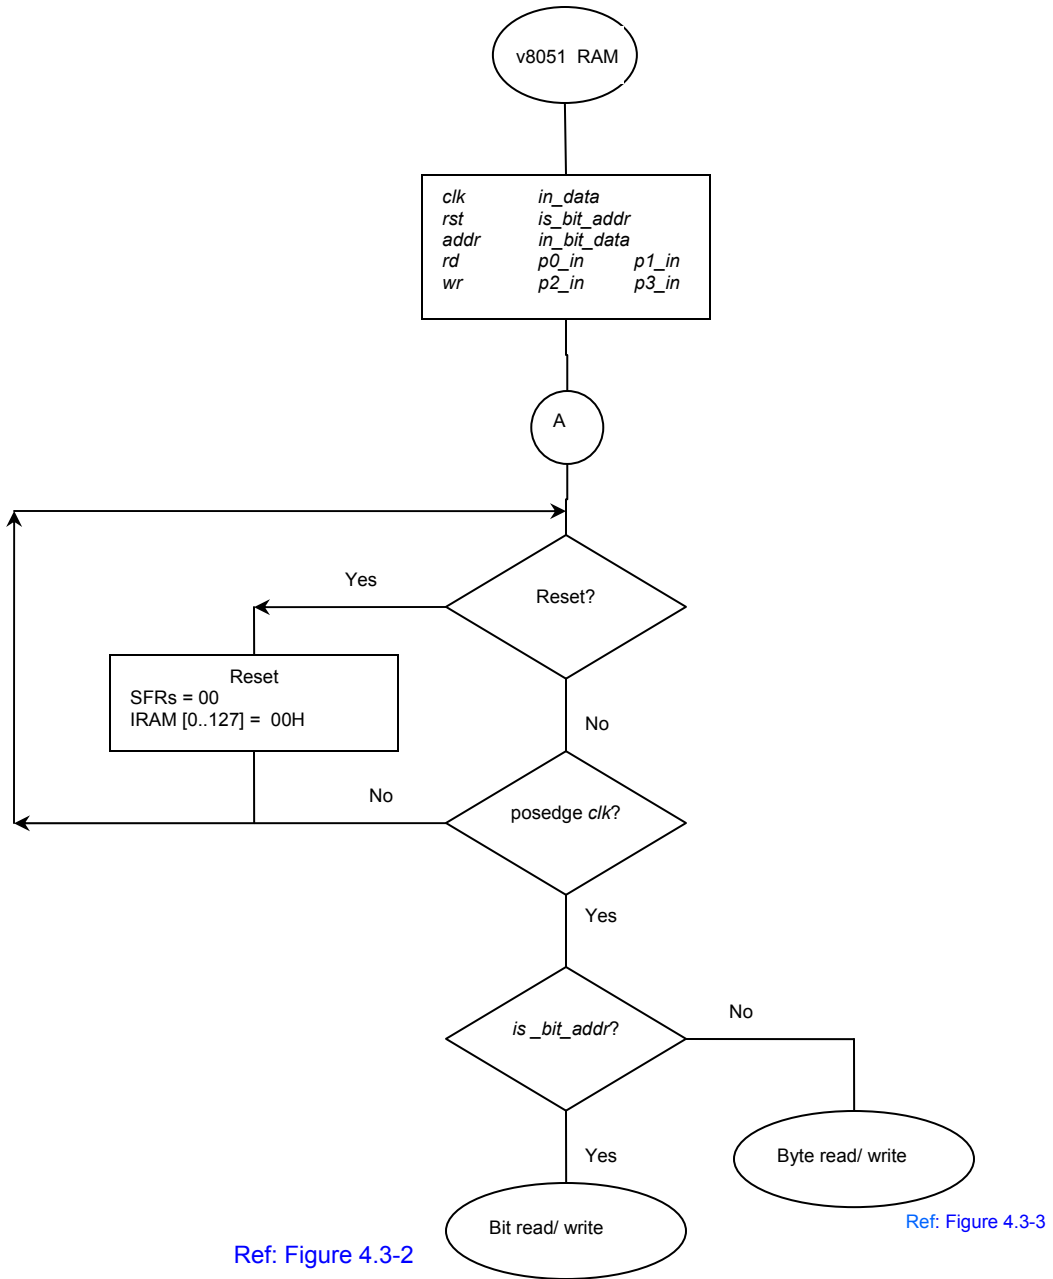 v8051 RAM
clk in_data
rst is_bit_addr
addr in_bit_data
rd p0_in p1_in
wr p2_in p3_in
A
Yes
Reset?
Reset
SFRs = 00
IRAM [0..127] = 00H
No
No
posedge clk?
Yes
is _bit_addr?
No
Yes
Byte read/ write
Ref: Figure 4.3-3
Bit read/ write
Ref: Figure 4.3-2